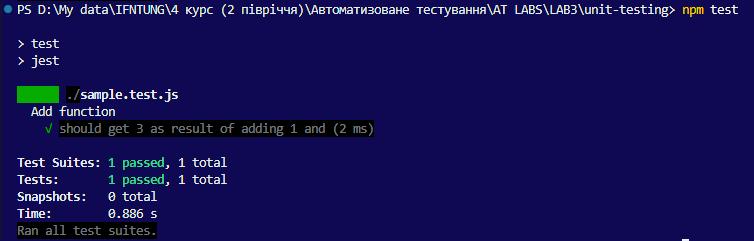 PS D:\My data\IFNTUNG\4 курс (2 півріччя)\Автоматизоване тестування\AT LABS\LAB3\unit-testing> npm test
> test
> jest
./sample.test.js
Add function
√ should get 3 as result of adding 1 and (2 ms)
Test Suites: 1 passed, 1 total
Tests: 1 passed, 1 total
Snapshots: 0 total
Time: 0.886 s
Ran all test suites.